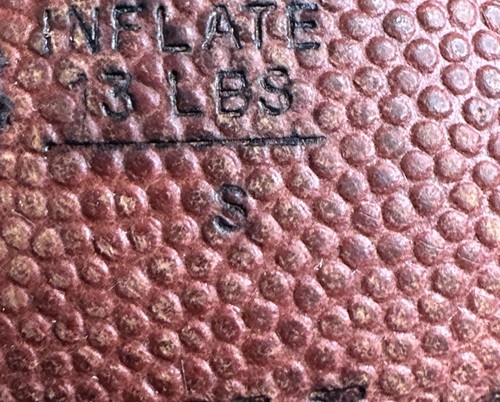 INFLATE
13 LBS
S